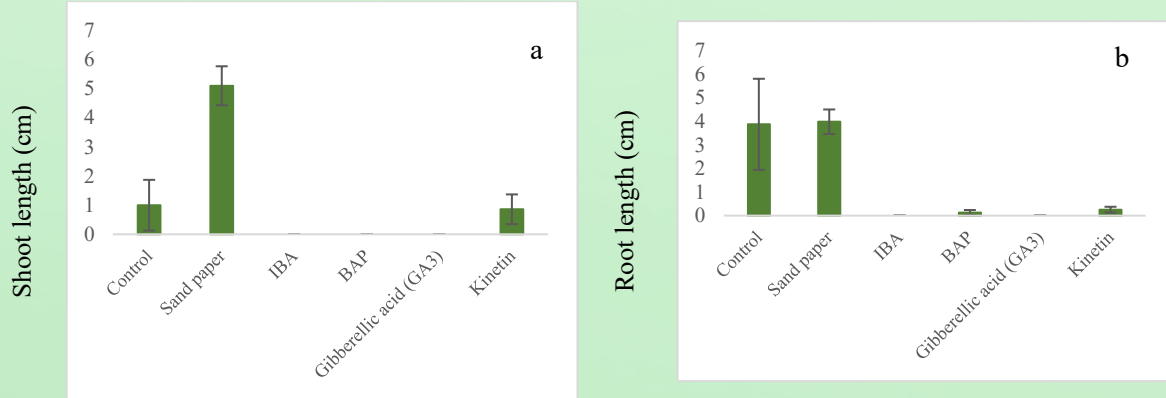 a
Shoot length (cm)
7
6
5
4
3
2
1
0
Control
Sand paper
IBA
BAP
Gibberellic acid (GA3)
Kinetin
b
Root length (cm)
7
6
5
4
3
2
1
0
Control
Sand paper
IBA
BAP
Gibberellic acid (GA3)
Kinetin